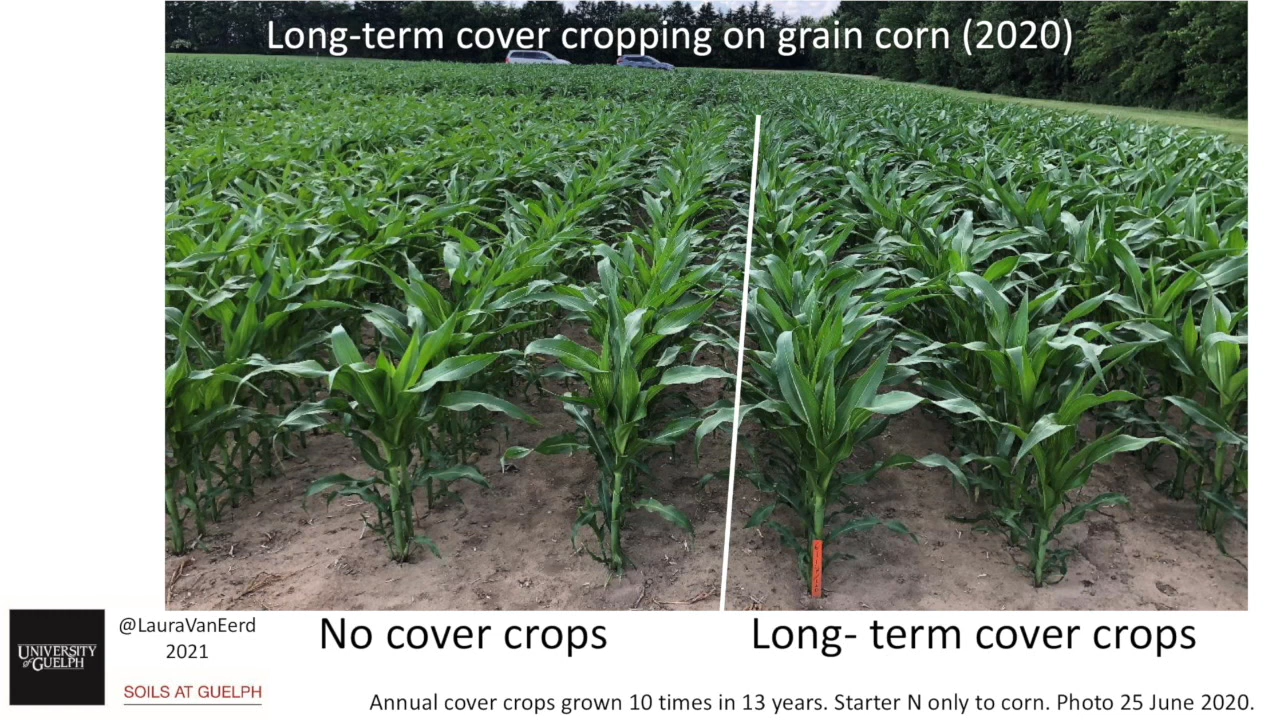 Long-term cover cropping on grain corn (2020)
No cover crops
Long- term cover crops
@LauraVanEerd
2021
UNIVERSITY
of GUELPH
SOILS AT GUELPH
Annual cover crops grown 10 times in 13 years. Starter N only to corn. Photo 25 June 2020.